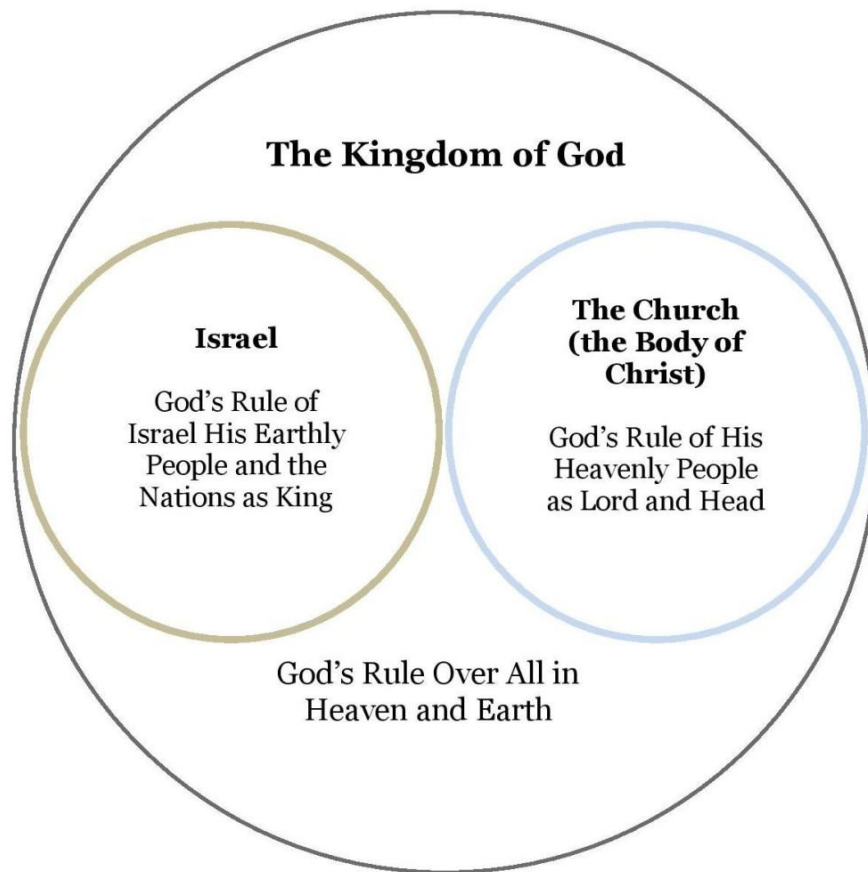 The Kingdom of God
Israel
God’s Rule of
Israel His Earthly
People and the
Nations as King
The Church
(the Body of
Christ)
God’s Rule of His
Heavenly People
as Lord and Head
God’s Rule Over All in
Heaven and Earth